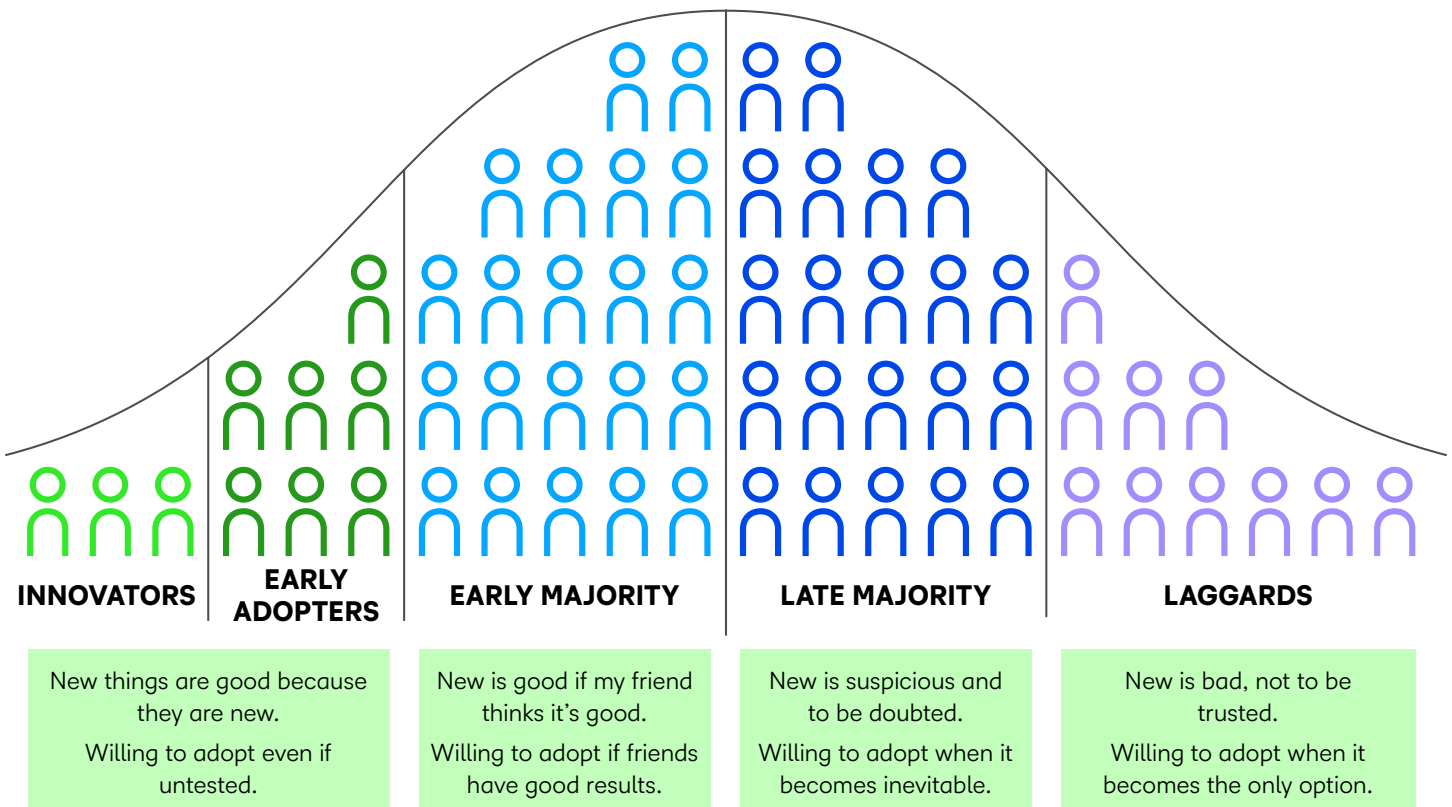 INNOVATORS
EARLY
ADOPTERS
EARLY MAJORITY
LATE MAJORITY
LAGGARDS
New things are good because
they are new.
Willing to adopt even if
untested.
New is good if my friend
thinks it’s good.
Willing to adopt if friends
have good results.
New is suspicious and
to be doubted.
Willing to adopt when it
becomes inevitable.
New is bad, not to be
trusted.
Willing to adopt when it
becomes the only option.